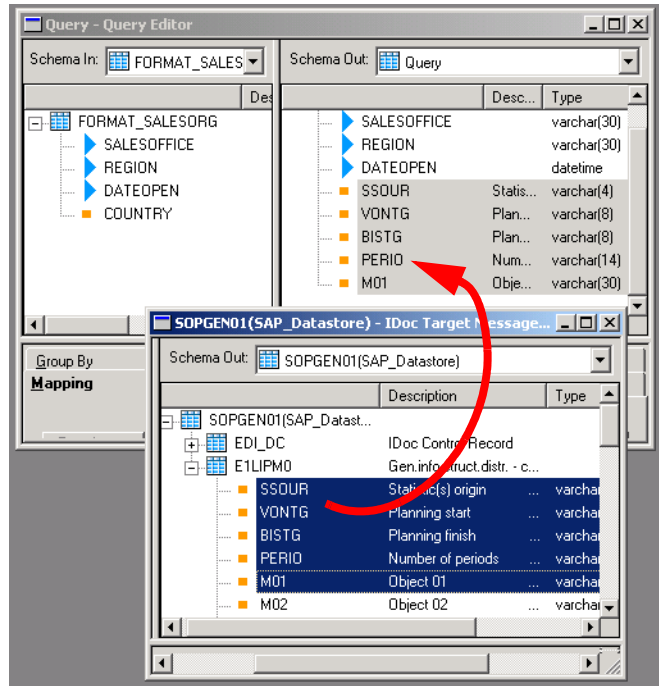 Query - Query Editor
Schema In: FORMAT_SALES Schema Out: Query
Des Desc... Type
FORMAT_SALESORG
SALESOFFICE
REGION
DATEOPEN
COUNTRY
SALESOFFICE varchar(30)
REGION varchar(30)
DATEOPEN datetime
SSOUR Statis... varchar(4)
VONTG Plan... varchar(8)
BISTG Plan... varchar(8)
PERIO Num... varchar(14)
M01 Obje... varchar(30)
Group By
Mapping
SOPGEN01(SAP_Datastore) - IDoc Target Message...
Schema Out: SOPGEN01(SAP_Datastore)
Description Type
SOPGEN01(SAP_Datast...
EDI_DC IDoc Control Record
E1LIPM0 Gen.info struct.distr. - c...
SSOUR Statistic(s) origin ... varchar
VONTG Planning start ... varchar
BISTG Planning finish ... varchar
PERIO Number of periods ... varchar
M01 Object 01 ... varchar
M02 Object 02 ... varchar